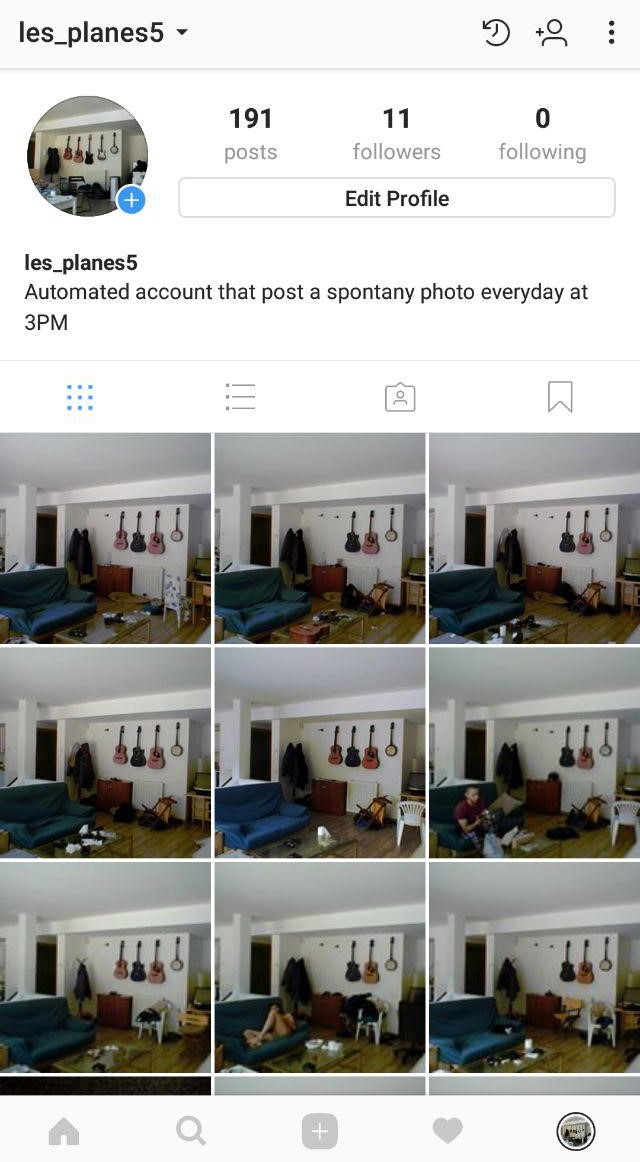 les_planes5
191 11 0
posts followers following
Edit Profile
les_planes5
Automated account that post a spontany photo everyday at
3PM